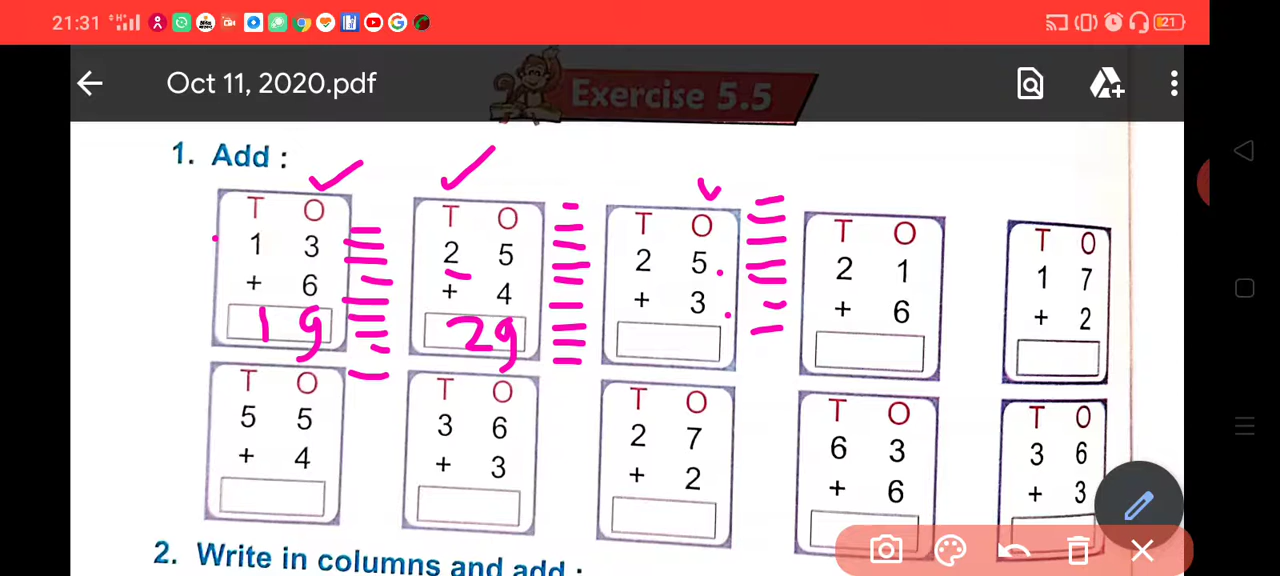 21:31
21
Oct 11, 2020.pdf
Exercise 5.5
1. Add :
T O
1 3
+ 6
19
T O
2 5
+ 4
29
T O
2 5
+ 3
T O
2 1
+ 6
T O
1 7
+ 2
T O
5 5
+ 4
T O
3 6
+ 3
T O
2 7
+ 2
T O
6 3
+ 6
T O
3 6
+ 3
2. Write in columns and add :